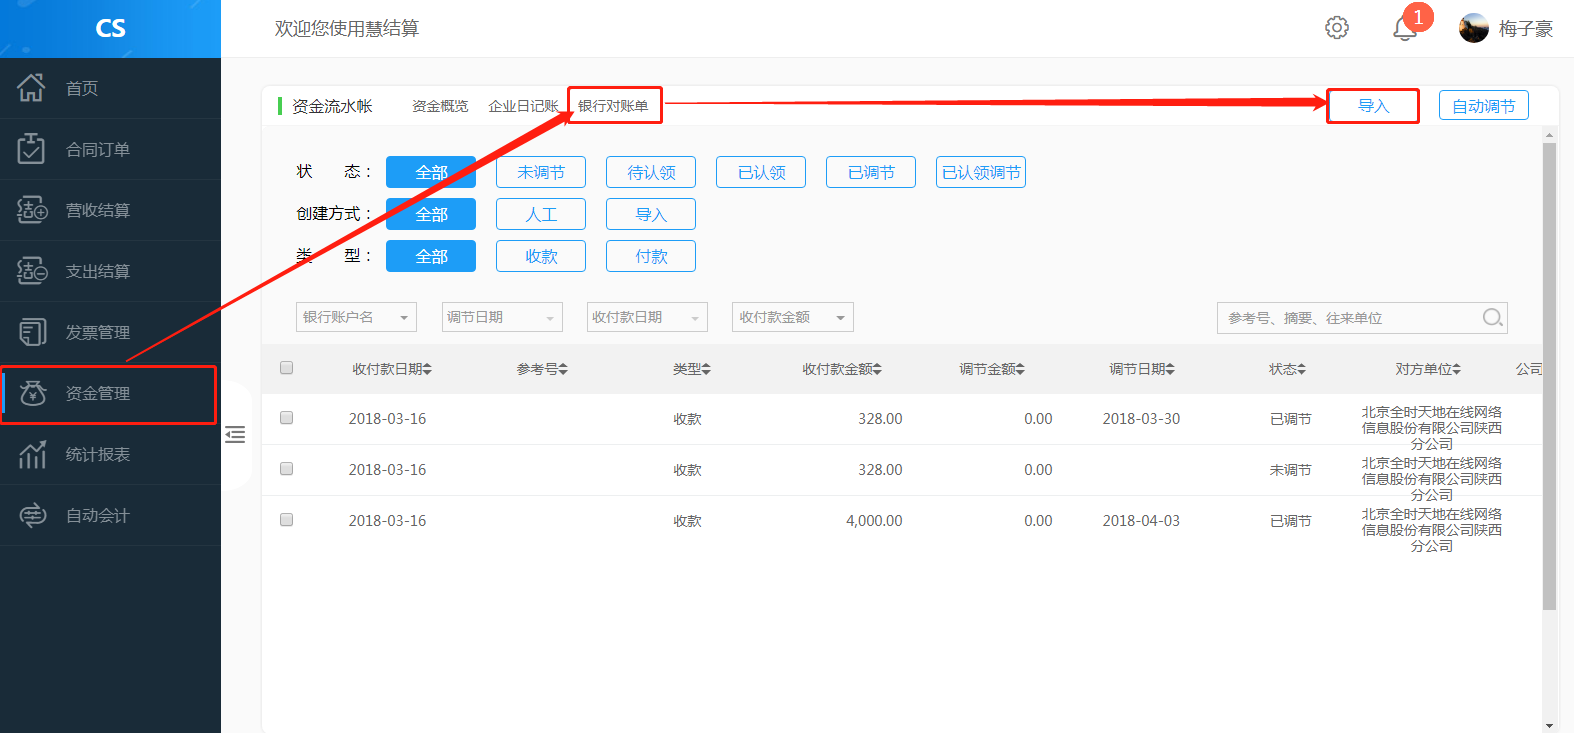 CS
欢迎您使用慧结算
1
梅子豪
首页
合同订单
营收结算
支出结算
发票管理
资金管理
统计报表
自动会计
资金流水帐 资金概览 企业日记账 银行对账单 导入 自动调节
状 态： 全部 未调节 待认领 已认领 已调节 已认领调节
创建方式： 全部 人工 导入
类 型： 全部 收款 付款
银行账户名 调节日期 收付款日期 收付款金额 参考号、摘要、往来单位
收付款日期 参考号 类型 收付款金额 调节金额 调节日期 状态 对方单位 公司
2018-03-16 收款 328.00 0.00 2018-03-30 已调节 北京全时天地在线网络
信息股份有限公司陕西
分公司
2018-03-16 收款 328.00 0.00 未调节 北京全时天地在线网络
信息股份有限公司陕西
分公司
2018-03-16 收款 4,000.00 0.00 2018-04-03 已调节 北京全时天地在线网络
信息股份有限公司陕西
分公司